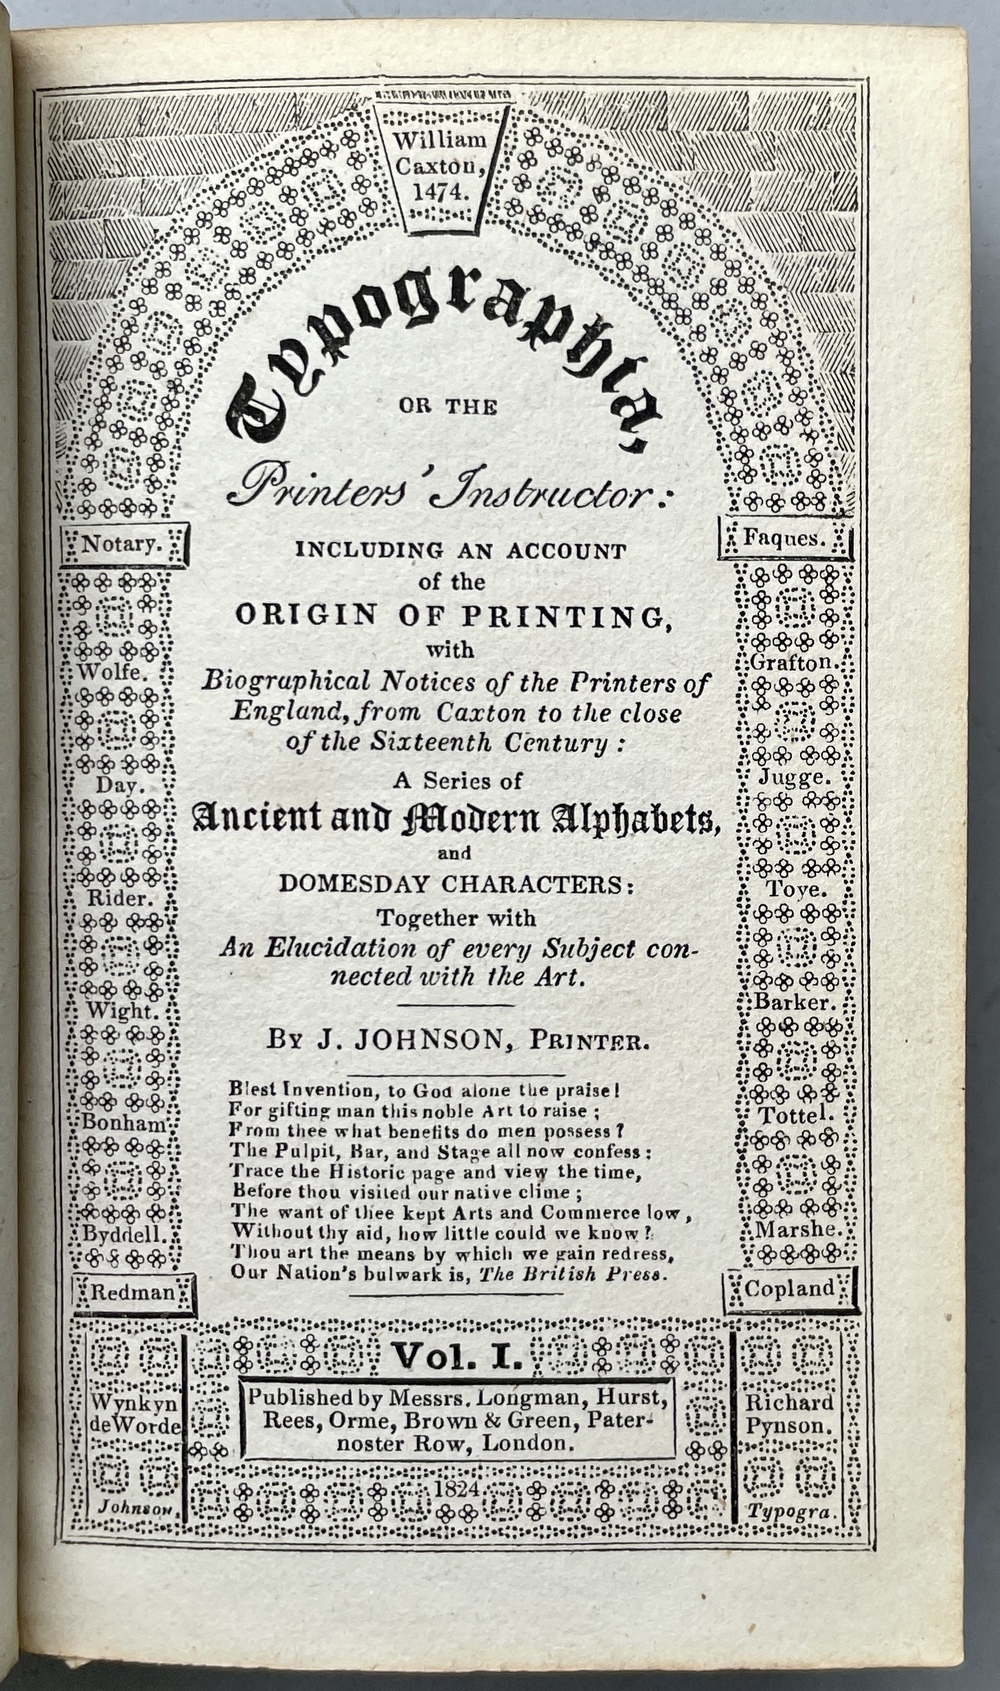 William
Caxton,
1474.
Typographia,
OR THE
Printers' Instructor:
INCLUDING AN ACCOUNT
of the
ORIGIN OF PRINTING,
with
Biographical Notices of the Printers of
England, from Caxton to the close
of the Sixteenth Century:
A Series of
Ancient and Modern Alphabets,
and
DOMESDAY CHARACTERS:
Together with
An Elucidation of every Subject con-
nected with the Art.
By J. JOHNSON, Printer.
Blest Invention, to God alone the praise!
For gifting man this noble Art to raise;
From thee what benefits do men possess?
The Pulpit, Bar, and Stage all now confess:
Trace the Historic page and view the time,
Before thou visited our native clime;
The want of thee kept Arts and Commerce low,
Without thy aid, how little could we know?
Thou art the means by which we gain redress,
Our Nation's bulwark is, The British Press.
Notary.
Wolfe.
Day.
Rider.
Wight.
Bonham
Byddell.
Redman
Faques.
Grafton.
Jugge.
Toye.
Barker.
Tottel.
Marshe.
Copland
Vol. I.
Published by Messrs. Longman, Hurst,
Rees, Orme, Brown & Green, Pater-
noster Row, London.
1824
Wynkyn
deWorde
Johnson.
Richard
Pynson.
Typogra.